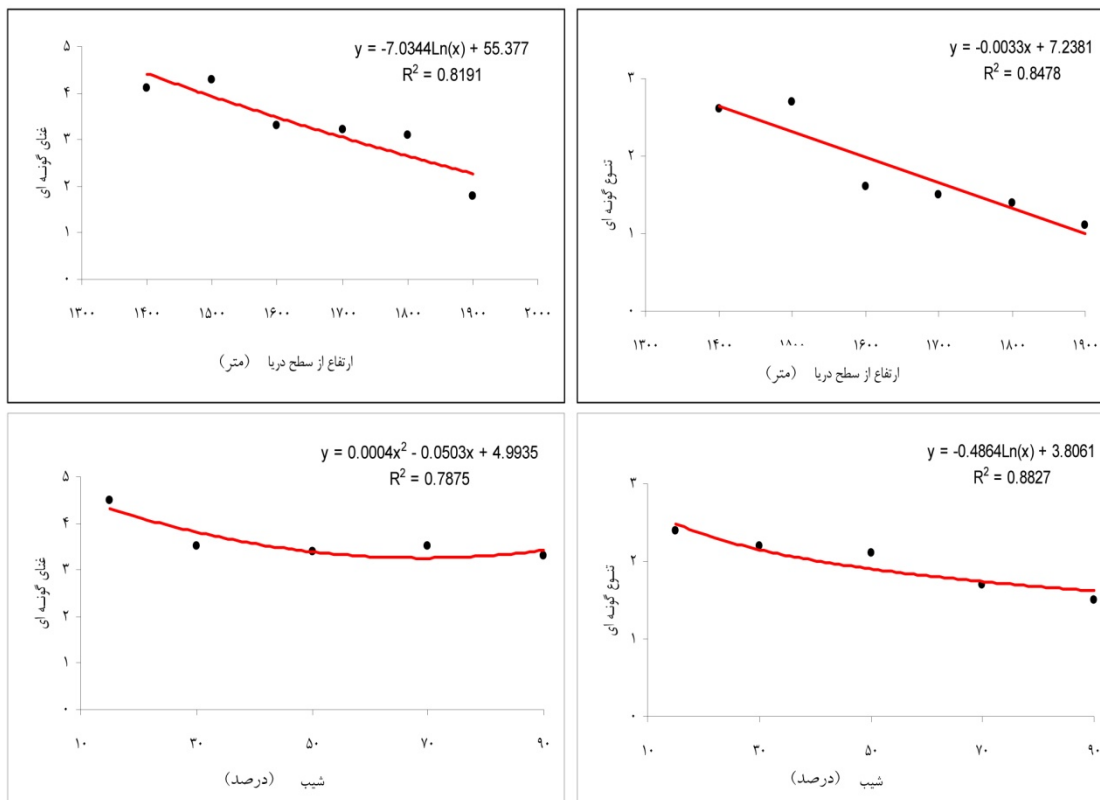 y = -7.0344Ln(x) + 55.377
R² = 0.8191
۵
۴
۳
۲
۱
۰
غنای گونه ای
۱۳۰۰ ۱۴۰۰ ۱۵۰۰ ۱۶۰۰ ۱۷۰۰ ۱۸۰۰ ۱۹۰۰ ۲۰۰۰
ارتفاع از سطح دریا (متر)
y = -0.0033x + 7.2381
R² = 0.8478
۳
۲
۱
۰
تنوع گونه ای
۱۳۰۰ ۱۴۰۰ ۱۶۰۰ ۱۷۰۰ ۱۸۰۰ ۱۹۰۰
ارتفاع از سطح دریا (متر)
y = 0.0004x² - 0.0503x + 4.9935
R² = 0.7875
۵
۴
۳
۲
۱
۰
غنای گونه ای
۱۰ ۳۰ ۵۰ ۷۰ ۹۰
شیب (درصد)
y = -0.4864Ln(x) + 3.8061
R² = 0.8827
۳
۲
۱
۰
تنوع گونه ای
۱۰ ۳۰ ۵۰ ۷۰ ۹۰
شیب (درصد)